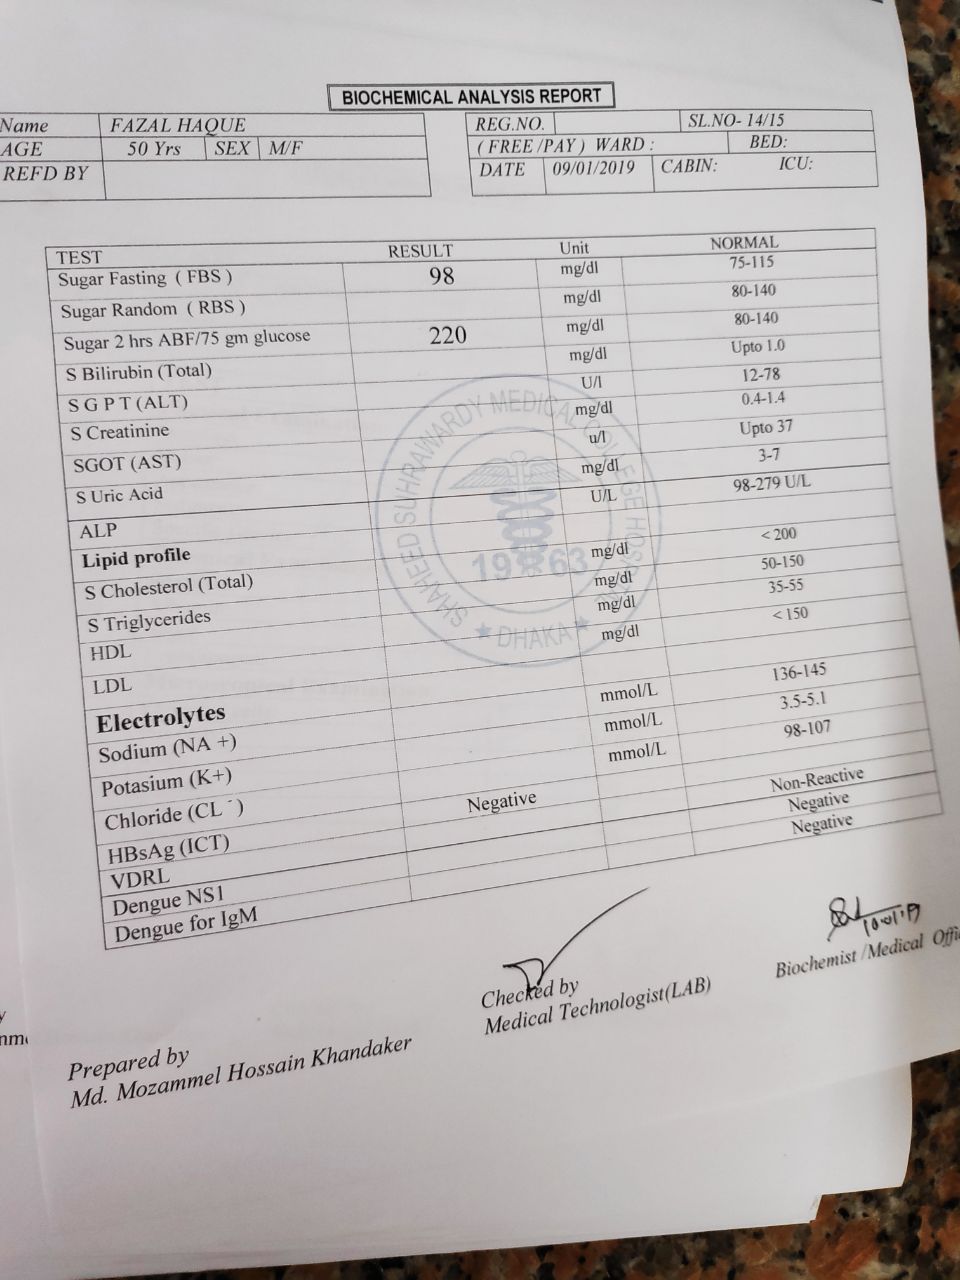 BIOCHEMICAL ANALYSIS REPORT
Name FAZAL HAQUE
AGE 50 Yrs SEX M/F
REFD BY
REG.NO. SL.NO- 14/15
( FREE /PAY ) WARD : BED:
DATE 09/01/2019 CABIN: ICU:
TEST RESULT Unit NORMAL
Sugar Fasting ( FBS ) 98 mg/dl 75-115
Sugar Random ( RBS ) mg/dl 80-140
Sugar 2 hrs ABF/75 gm glucose 220 mg/dl 80-140
S Bilirubin (Total) mg/dl Upto 1.0
S G P T (ALT) U/l 12-78
S Creatinine mg/dl 0.4-1.4
SGOT (AST) u/l Upto 37
S Uric Acid mg/dl 3-7
ALP U/L 98-279 U/L
Lipid profile
S Cholesterol (Total) mg/dl < 200
S Triglycerides mg/dl 50-150
HDL mg/dl 35-55
LDL mg/dl < 150
Electrolytes
Sodium (NA +) mmol/L 136-145
Potasium (K+) mmol/L 3.5-5.1
Chloride (CL - ) mmol/L 98-107
HBsAg (ICT) Negative
VDRL Non-Reactive
Dengue NS1 Negative
Dengue for IgM Negative
SHAHEED SUHRAWARDY MEDICAL COLLEGE HOSPITAL
1963
DHAKA
10.01.19
Prepared by
Md. Mozammel Hossain Khandaker
Checked by
Medical Technologist(LAB)
Biochemist /Medical Offi